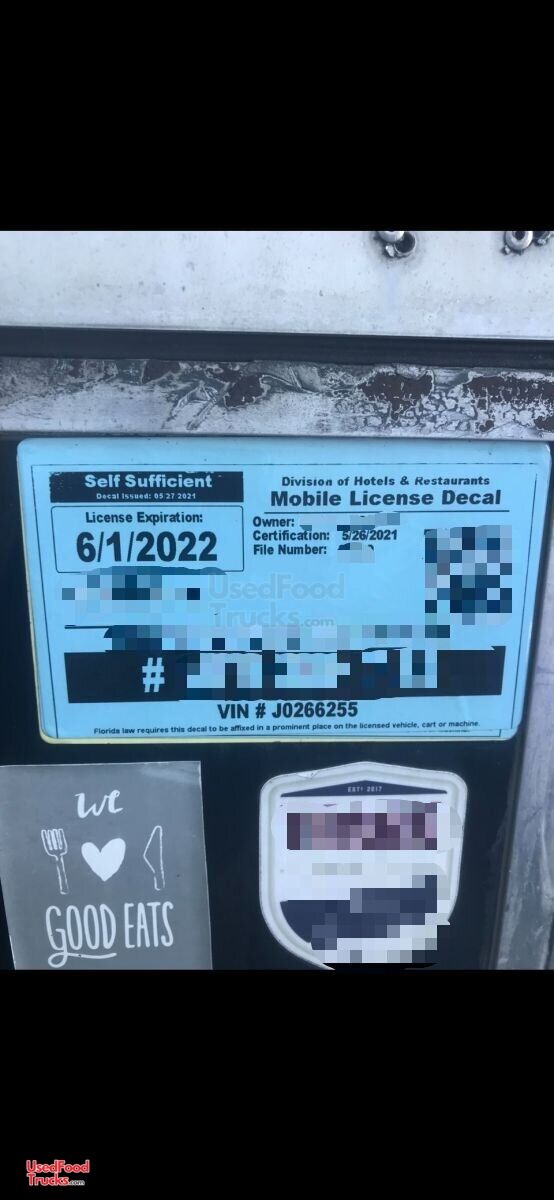 Self Sufficient
Decal Issued: 05 27 2021
License Expiration:
6/1/2022
Division of Hotels & Restaurants
Mobile License Decal
Owner:
Certification: 5/26/2021
File Number:
UsedFood
Trucks.com
#
VIN # J0266255
Florida law requires this decal to be affixed in a prominent place on the licensed vehicle, cart or machine.
we
GOOD EATS
EST. 2017
UsedFood
Trucks.com